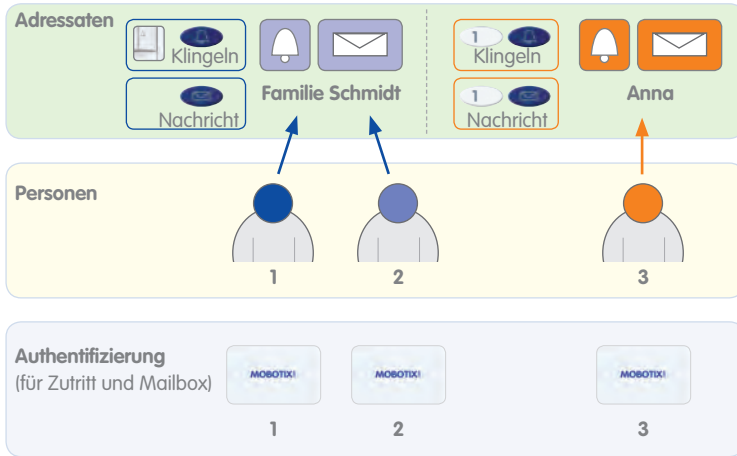 Adressaten
Klingeln
Familie Schmidt
1
Klingeln
Anna
Nachricht
1
Nachricht
Personen
1 2 3
Authentifizierung
(für Zutritt und Mailbox)
MOBOTIX MOBOTIX MOBOTIX
1 2 3